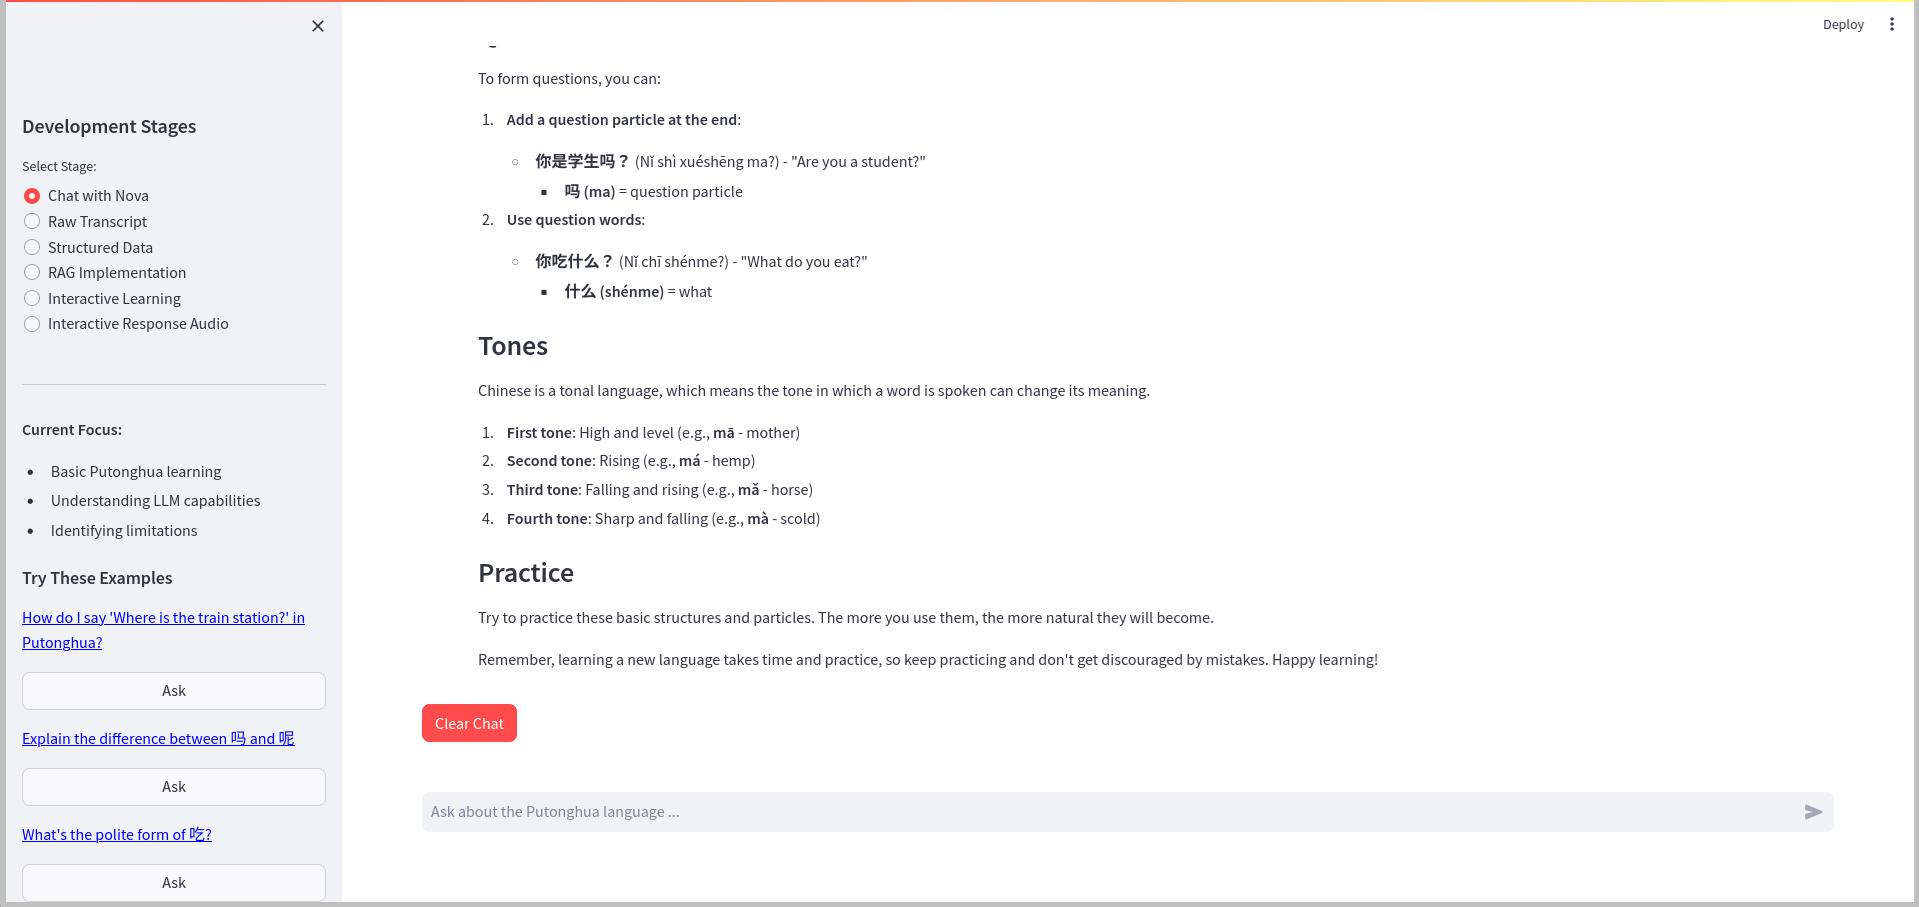 Deploy
Development Stages
Select Stage:
Chat with Nova
Raw Transcript
Structured Data
RAG Implementation
Interactive Learning
Interactive Response Audio
Current Focus:
• Basic Putonghua learning
• Understanding LLM capabilities
• Identifying limitations
Try These Examples
How do I say 'Where is the train station?' in
Putonghua?
Ask
Explain the difference between 吗 and 呢
Ask
What's the polite form of 吃?
Ask
To form questions, you can:
1. Add a question particle at the end:
○ 你是学生吗？ (Nǐ shì xuéshēng ma?) - "Are you a student?"
▪ 吗 (ma) = question particle
2. Use question words:
○ 你吃什么？ (Nǐ chī shénme?) - "What do you eat?"
▪ 什么 (shénme) = what
Tones
Chinese is a tonal language, which means the tone in which a word is spoken can change its meaning.
1. First tone: High and level (e.g., mā - mother)
2. Second tone: Rising (e.g., má - hemp)
3. Third tone: Falling and rising (e.g., mǎ - horse)
4. Fourth tone: Sharp and falling (e.g., mà - scold)
Practice
Try to practice these basic structures and particles. The more you use them, the more natural they will become.
Remember, learning a new language takes time and practice, so keep practicing and don't get discouraged by mistakes. Happy learning!
Clear Chat
Ask about the Putonghua language ...